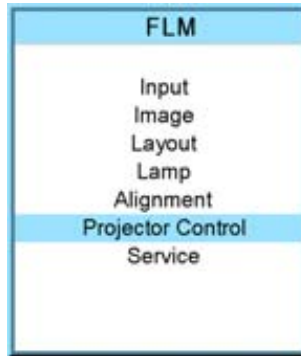 FLM
Input
Image
Layout
Lamp
Alignment
Projector Control
Service